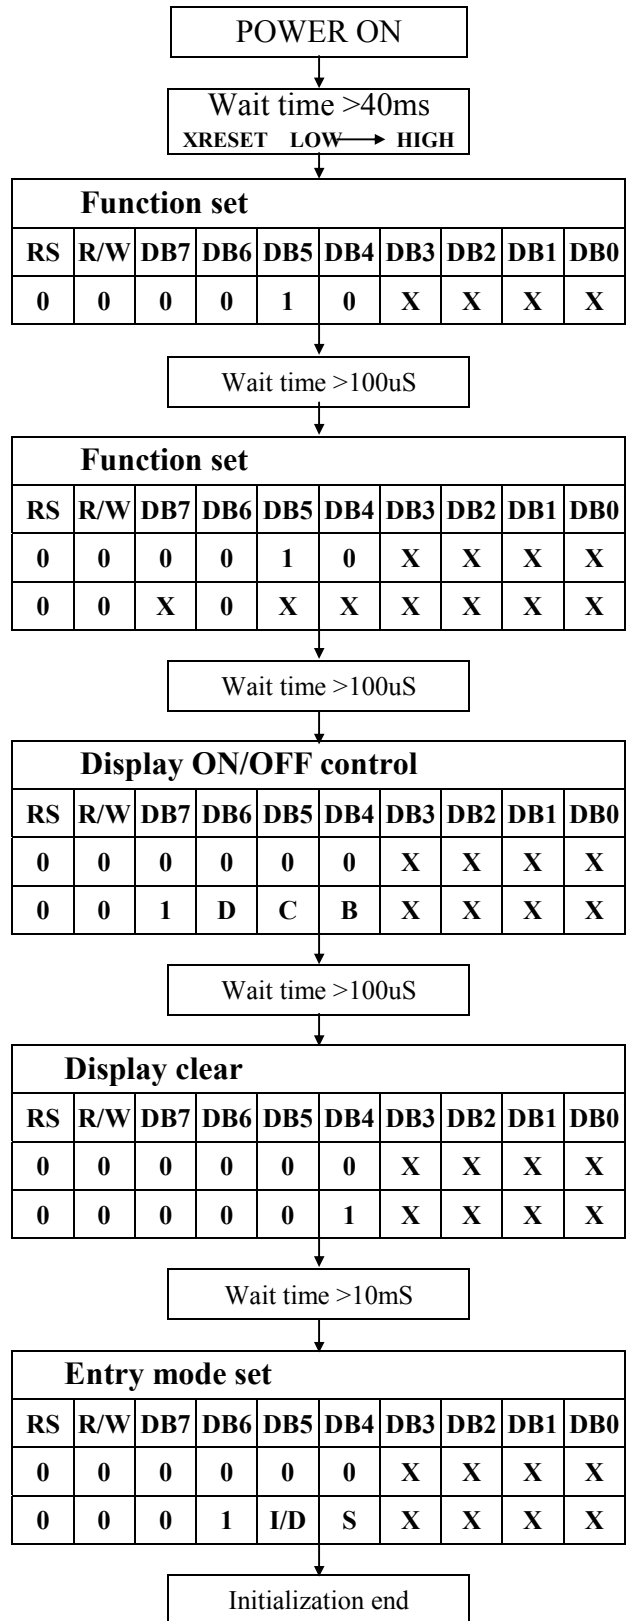 POWER ON
Wait time >40ms
XRESET LOW HIGH
Function set
RS R/W DB7 DB6 DB5 DB4 DB3 DB2 DB1 DB0
0 0 0 0 1 0 X X X X
Wait time >100uS
Function set
RS R/W DB7 DB6 DB5 DB4 DB3 DB2 DB1 DB0
0 0 0 0 1 0 X X X X
0 0 X 0 X X X X X X
Wait time >100uS
Display ON/OFF control
RS R/W DB7 DB6 DB5 DB4 DB3 DB2 DB1 DB0
0 0 0 0 0 0 X X X X
0 0 1 D C B X X X X
Wait time >100uS
Display clear
RS R/W DB7 DB6 DB5 DB4 DB3 DB2 DB1 DB0
0 0 0 0 0 0 X X X X
0 0 0 0 0 1 X X X X
Wait time >10mS
Entry mode set
RS R/W DB7 DB6 DB5 DB4 DB3 DB2 DB1 DB0
0 0 0 0 0 0 X X X X
0 0 0 1 I/D S X X X X
Initialization end